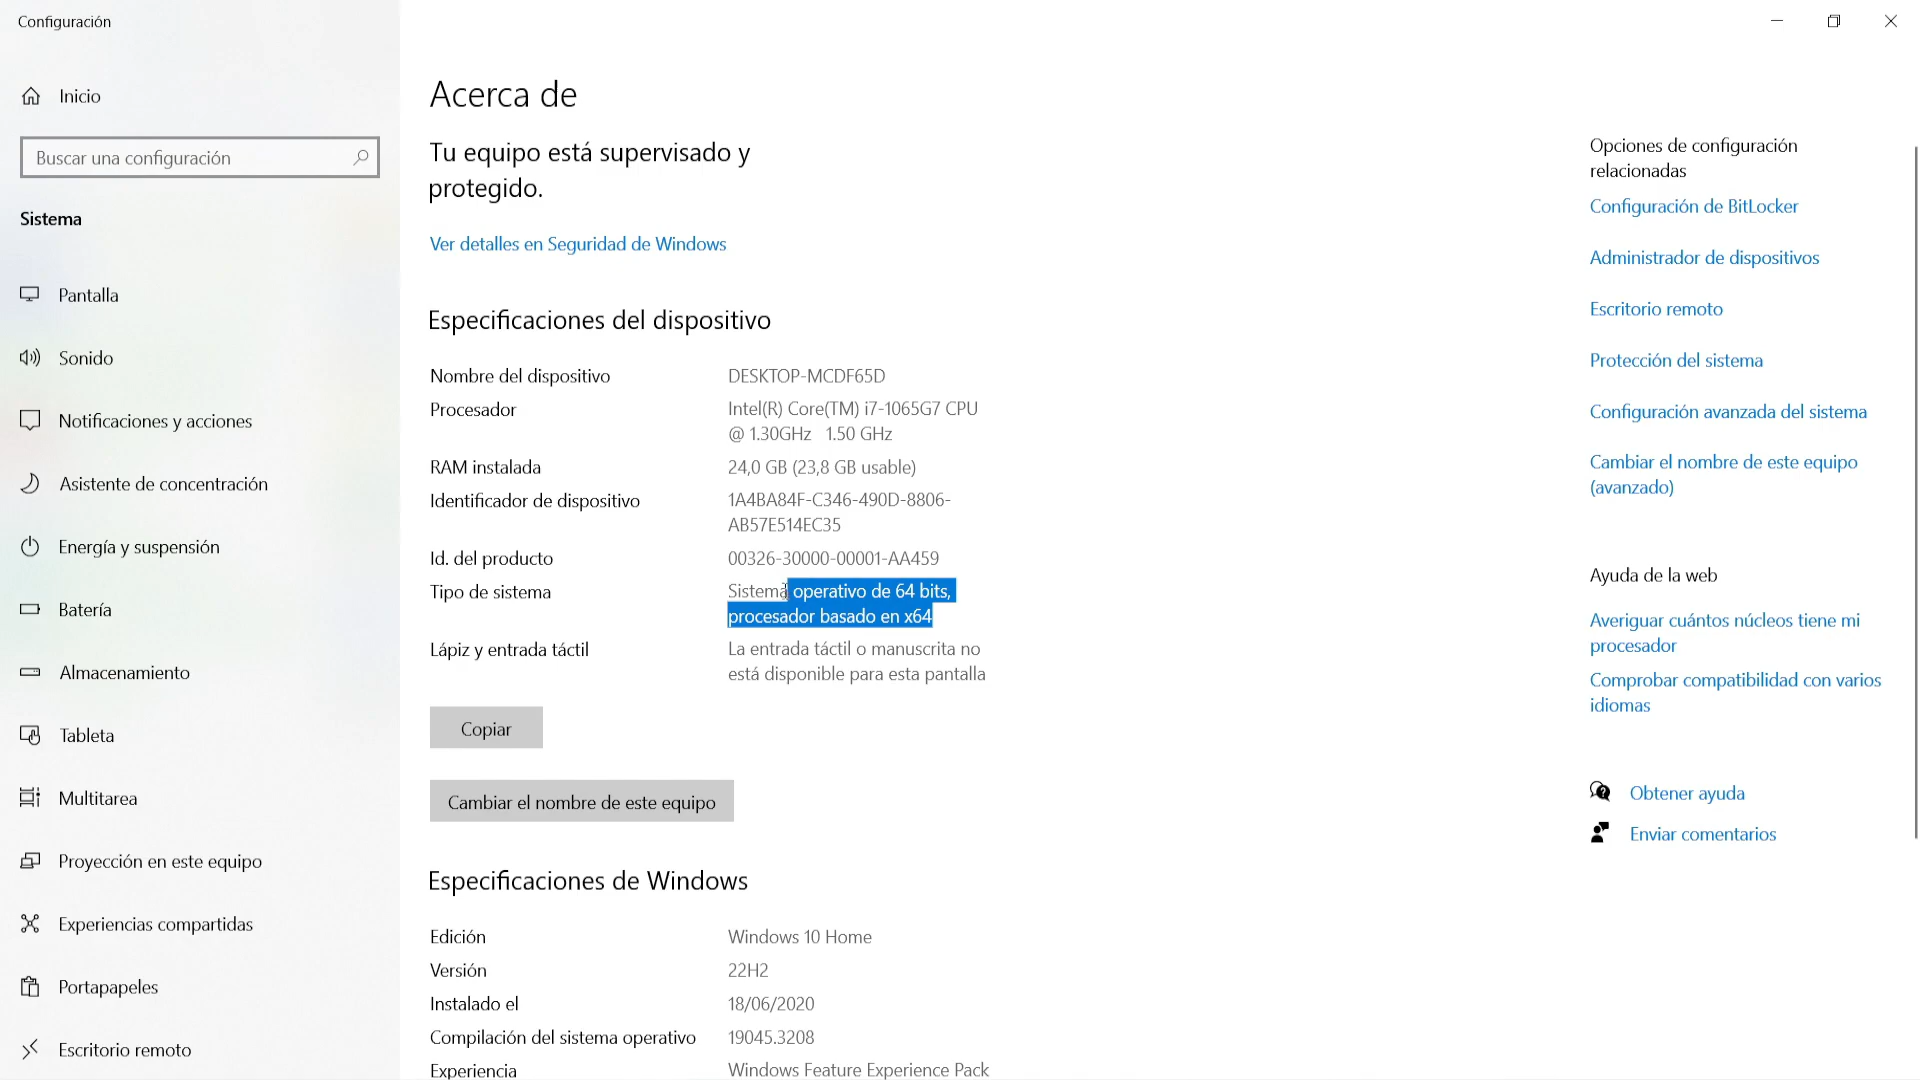 Configuración
Inicio
Buscar una configuración
Sistema
Pantalla
Sonido
Notificaciones y acciones
Asistente de concentración
Energía y suspensión
Batería
Almacenamiento
Tableta
Multitarea
Proyección en este equipo
Experiencias compartidas
Portapapeles
Escritorio remoto
Acerca de
Tu equipo está supervisado y
protegido.
Ver detalles en Seguridad de Windows
Especificaciones del dispositivo
Nombre del dispositivo DESKTOP-MCDF65D
Procesador Intel(R) Core(TM) i7-1065G7 CPU
@ 1.30GHz 1.50 GHz
RAM instalada 24,0 GB (23,8 GB usable)
Identificador de dispositivo 1A4BA84F-C346-490D-8806-
AB57E514EC35
Id. del producto 00326-30000-00001-AA459
Tipo de sistema Sistema operativo de 64 bits,
procesador basado en x64
Lápiz y entrada táctil La entrada táctil o manuscrita no
está disponible para esta pantalla
Copiar
Cambiar el nombre de este equipo
Especificaciones de Windows
Edición Windows 10 Home
Versión 22H2
Instalado el 18/06/2020
Compilación del sistema operativo 19045.3208
Experiencia Windows Feature Experience Pack
Opciones de configuración
relacionadas
Configuración de BitLocker
Administrador de dispositivos
Escritorio remoto
Protección del sistema
Configuración avanzada del sistema
Cambiar el nombre de este equipo
(avanzado)
Ayuda de la web
Averiguar cuántos núcleos tiene mi
procesador
Comprobar compatibilidad con varios
idiomas
Obtener ayuda
Enviar comentarios